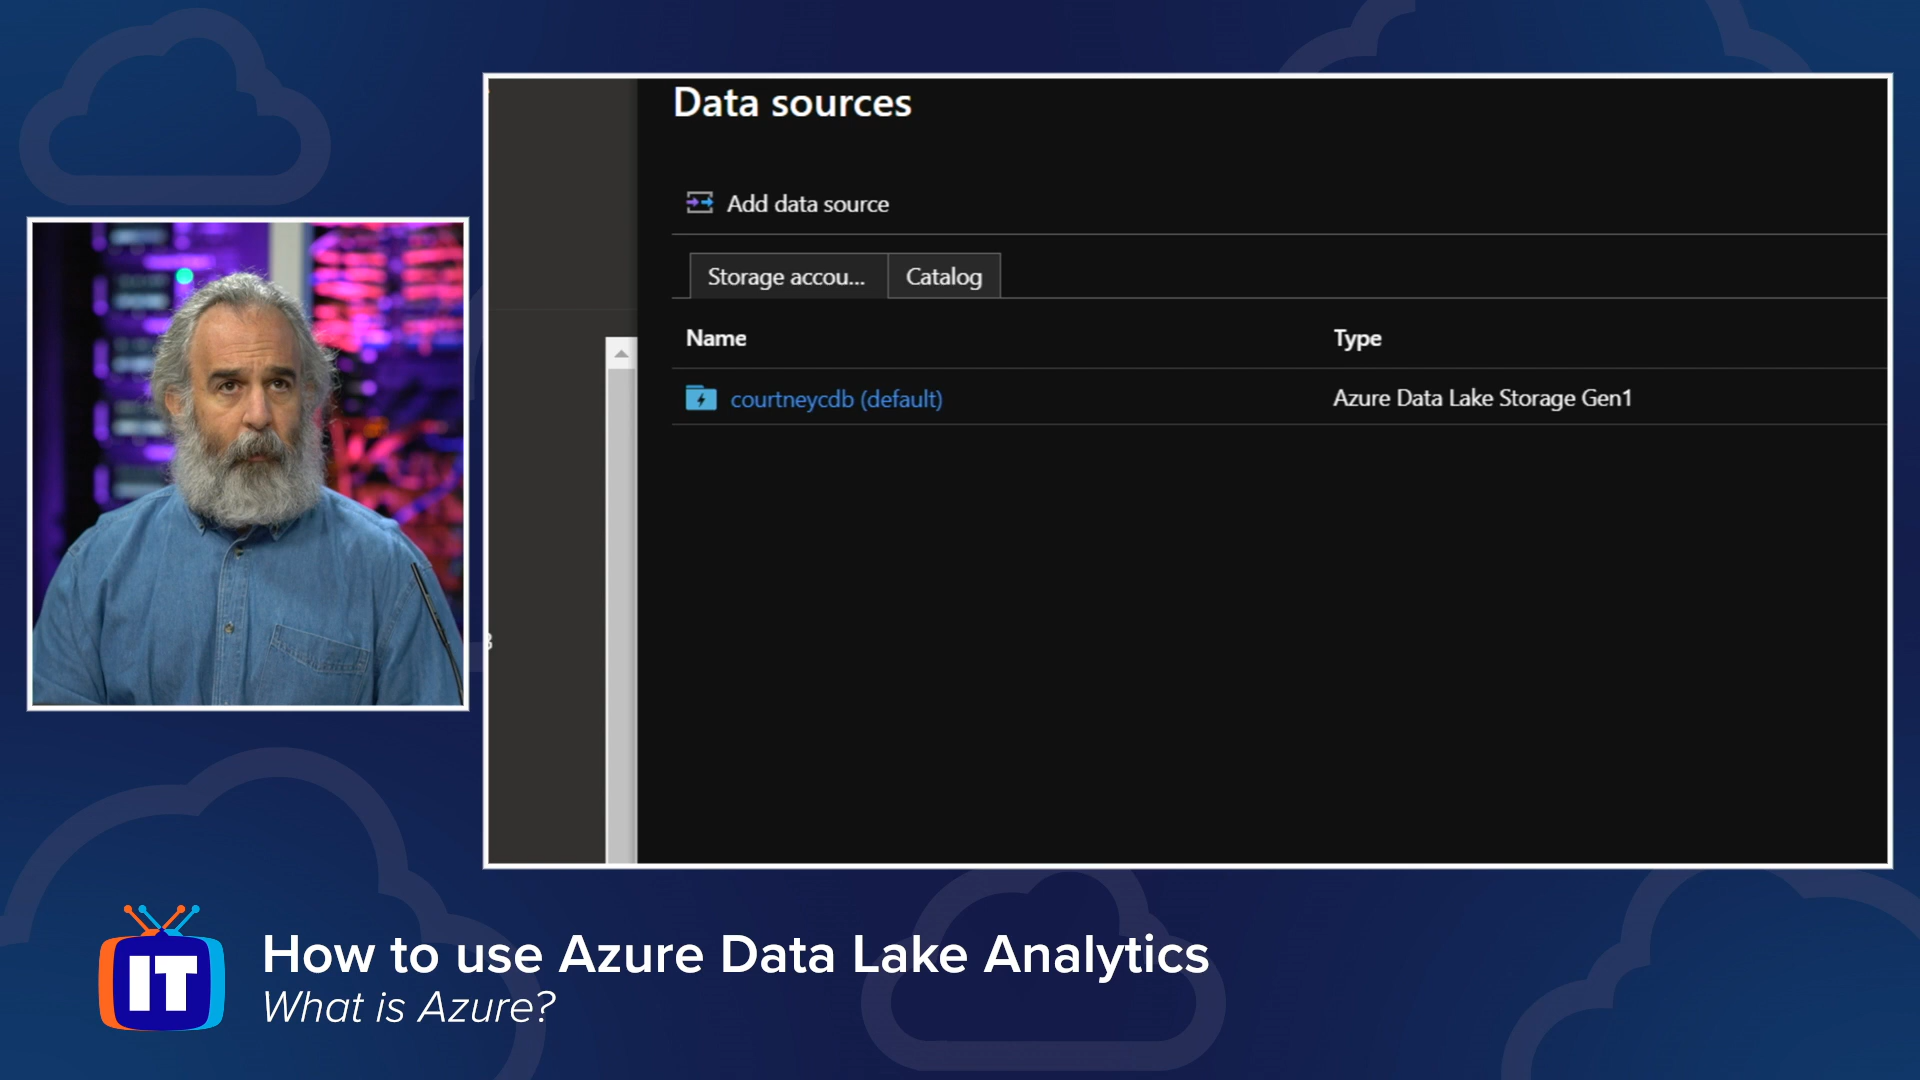 Data sources
Add data source
Storage accou...
Catalog
Name
Type
courtneycdb (default)
Azure Data Lake Storage Gen1
IT
How to use Azure Data Lake Analytics
What is Azure?